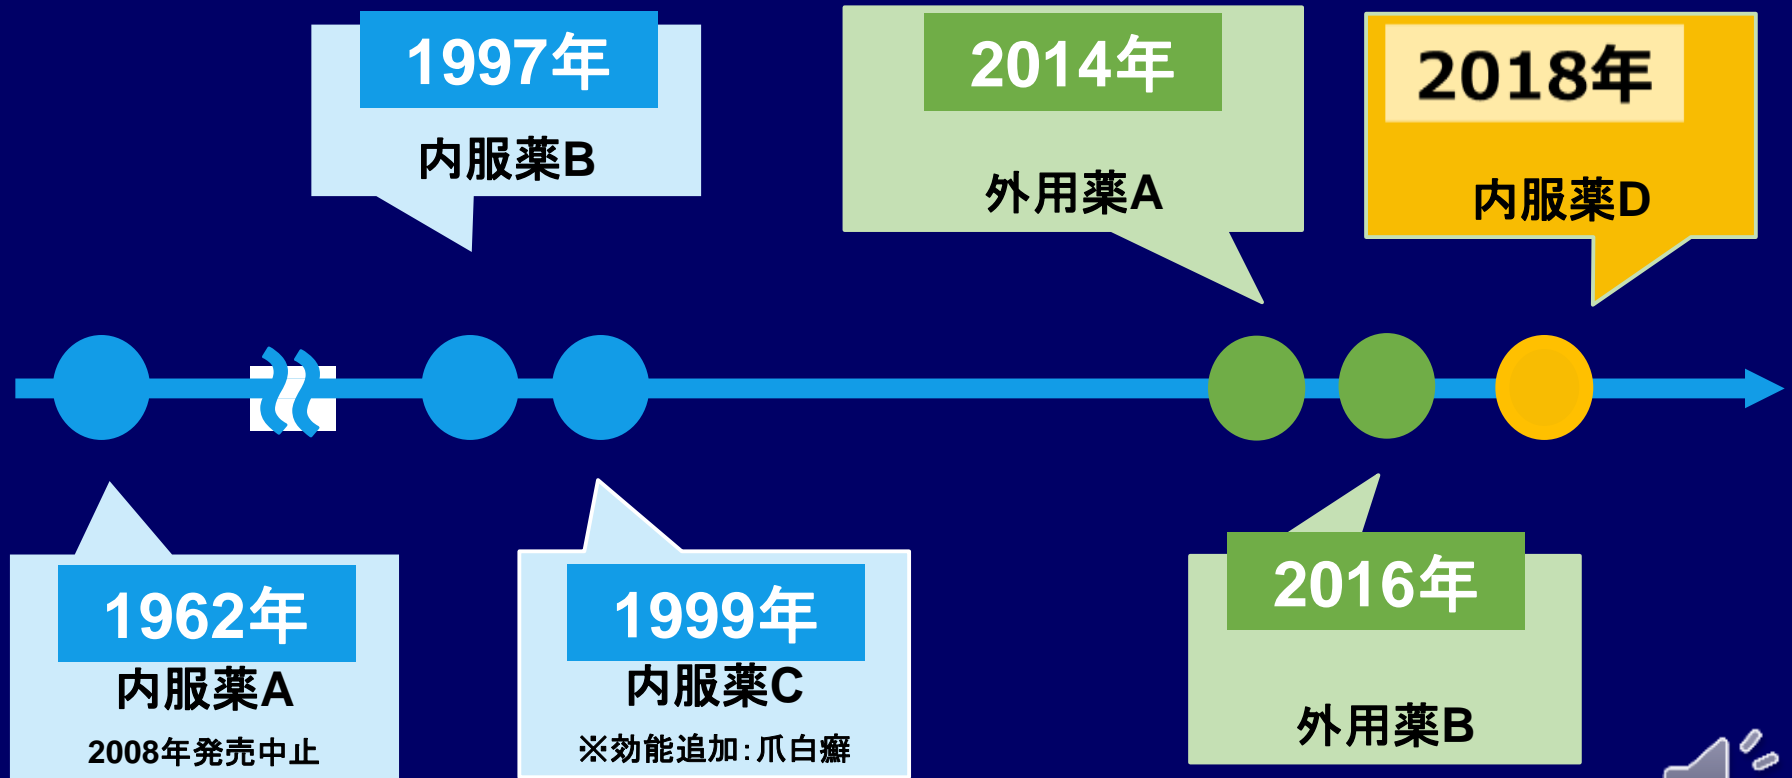 1997年
内服薬B
2014年
外用薬A
2018年
内服薬D
1962年
内服薬A
2008年発売中止
1999年
内服薬C
※効能追加：爪白癬
2016年
外用薬B